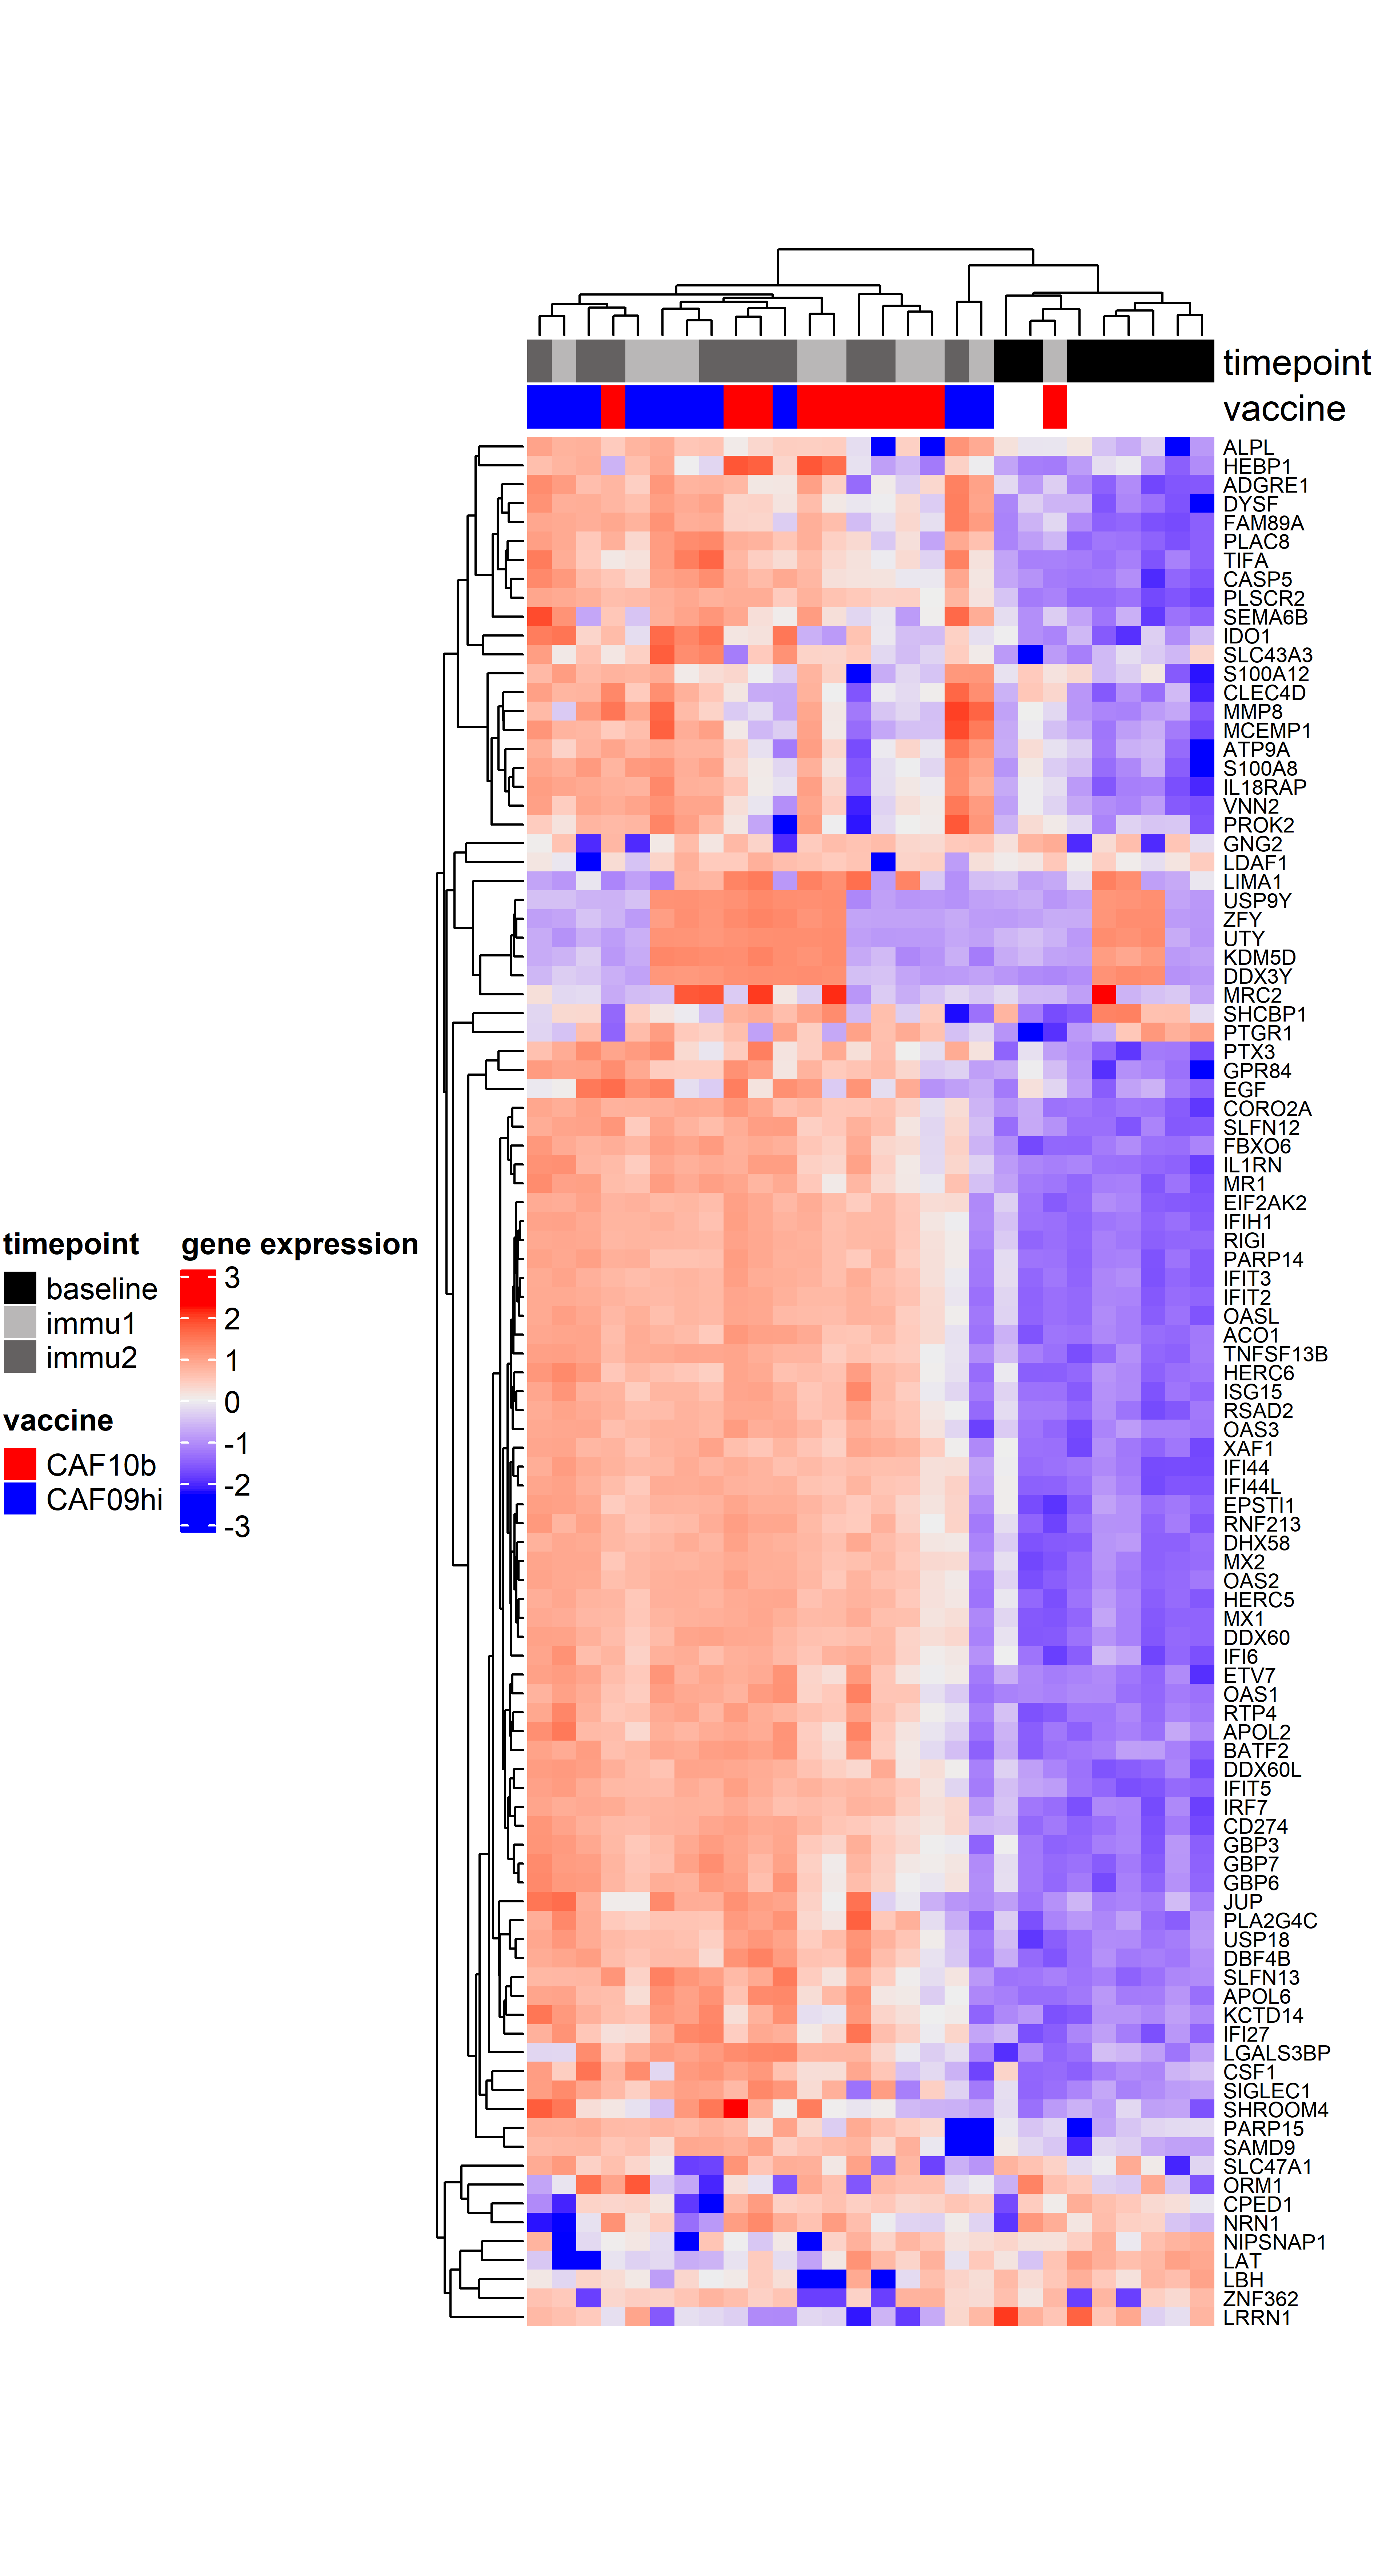 timepoint
vaccine
ALPL
HEBP1
ADGRE1
DYSF
FAM89A
PLAC8
TIFA
CASP5
PLSCR2
SEMA6B
IDO1
SLC43A3
S100A12
CLEC4D
MMP8
MCEMP1
ATP9A
S100A8
IL18RAP
VNN2
PROK2
GNG2
LDAF1
LIMA1
USP9Y
ZFY
UTY
KDM5D
DDX3Y
MRC2
SHCBP1
PTGR1
PTX3
GPR84
EGF
CORO2A
SLFN12
FBXO6
IL1RN
MR1
EIF2AK2
IFIH1
RIGI
PARP14
IFIT3
IFIT2
OASL
ACO1
TNFSF13B
HERC6
ISG15
RSAD2
OAS3
XAF1
IFI44
IFI44L
EPSTI1
RNF213
DHX58
MX2
OAS2
HERC5
MX1
DDX60
IFI6
ETV7
OAS1
RTP4
APOL2
BATF2
DDX60L
IFIT5
IRF7
CD274
GBP3
GBP7
GBP6
JUP
PLA2G4C
USP18
DBF4B
SLFN13
APOL6
KCTD14
IFI27
LGALS3BP
CSF1
SIGLEC1
SHROOM4
PARP15
SAMD9
SLC47A1
ORM1
CPED1
NRN1
NIPSNAP1
LAT
LBH
ZNF362
LRRN1
timepoint
baseline
immu1
immu2
vaccine
CAF10b
CAF09hi
gene expression
3
2
1
0
-1
-2
-3